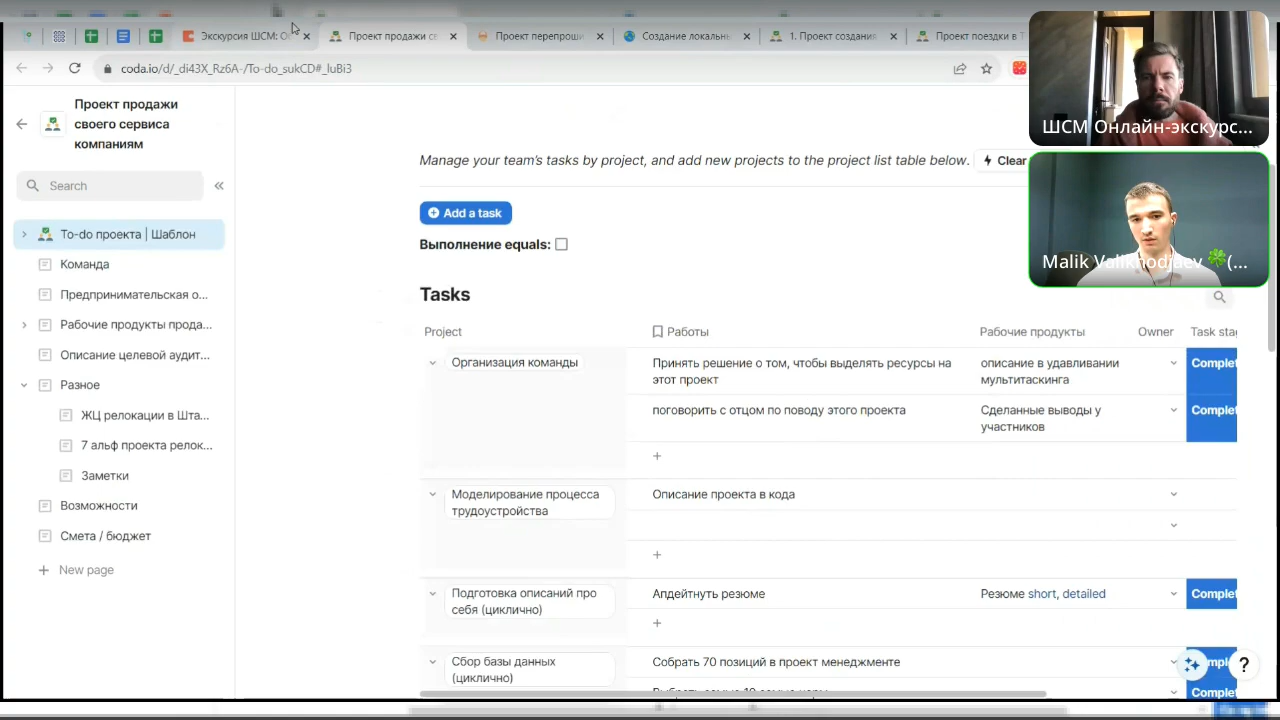 Экскурсия ШСМ: О
Проект продажи св
Проект перепроши
Создание локальнь
1. Проект создания
Проект поездки в Т
coda.io/d/_di43X_Rz6A-/To-do_sukCD#_luBi3
ШСМ Онлайн-экскурс...
Malik Valikhodjaev 🍀(...
Проект продажи
своего сервиса
компаниям
Search
To-do проекта | Шаблон
Команда
Предпринимательская о...
Рабочие продукты прода...
Описание целевой аудит...
Разное
ЖЦ релокации в Шта...
7 альф проекта релок...
Заметки
Возможности
Смета / бюджет
New page
Manage your team's tasks by project, and add new projects to the project list table below.
Clear
Add a task
Выполнение equals:
Tasks
Project Работы Рабочие продукты Owner Task stag
Организация команды
Принять решение о том, чтобы выделять ресурсы на
этот проект
описание в удавливании
мультитаскинга
Complet
поговорить с отцом по поводу этого проекта
Сделанные выводы у
участников
Complet
Моделирование процесса
трудоустройства
Описание проекта в кода
Подготовка описаний про
себя (циклично)
Апдейтнуть резюме
Резюме short, detailed
Complet
Сбор базы данных
(циклично)
Собрать 70 позиций в проект менеджменте
Complet